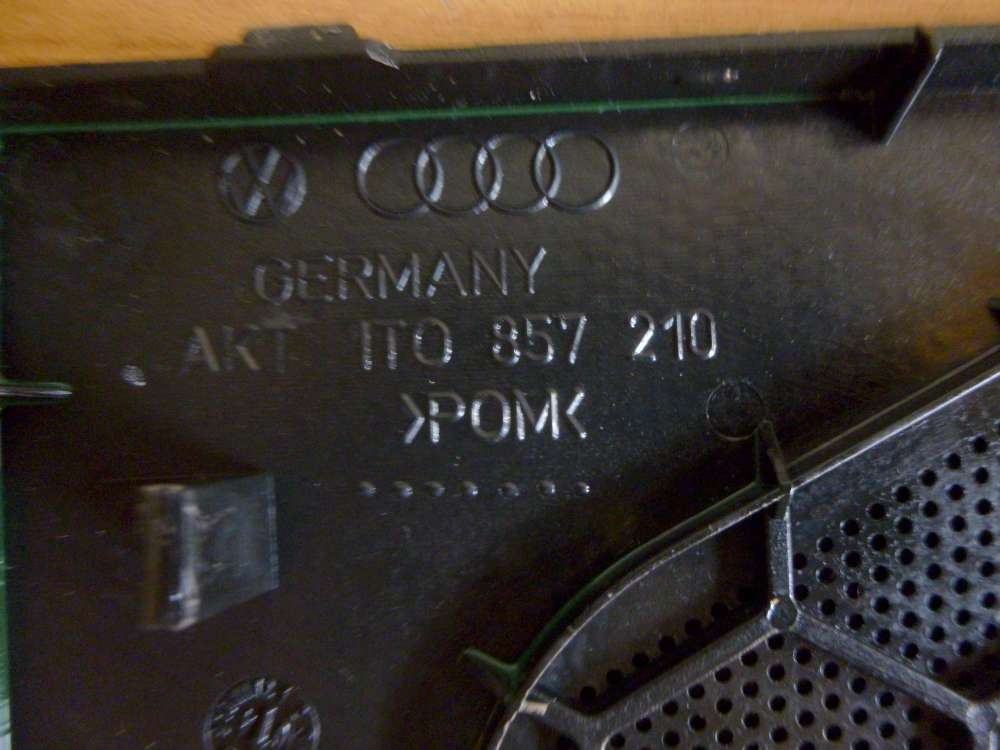 GERMANY
AKT 1T0 857 210
>POM<